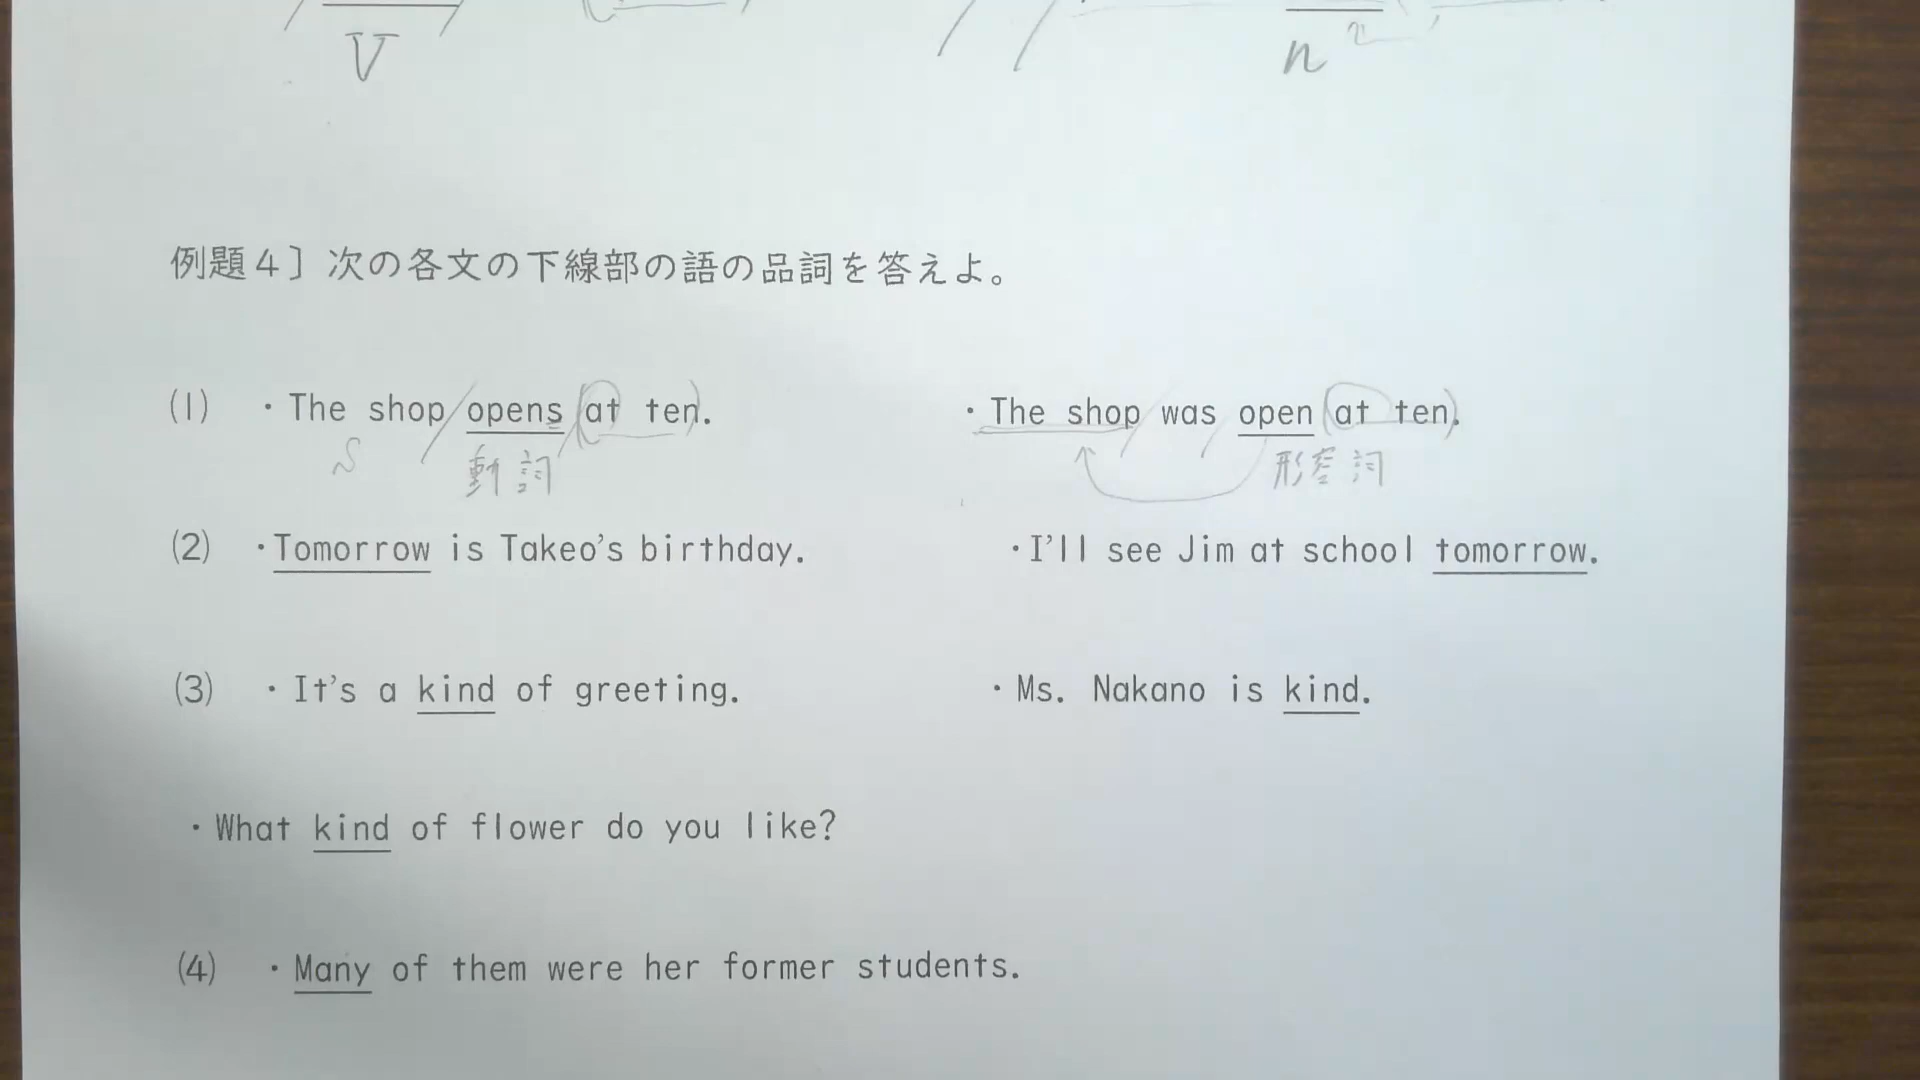 V n
例題4］次の各文の下線部の語の品詞を答えよ。
(1) ・The shop opens at ten. ・The shop was open at ten.
S 動詞 形容詞
(2) ・Tomorrow is Takeo's birthday. ・I'll see Jim at school tomorrow.
(3) ・It's a kind of greeting. ・Ms. Nakano is kind.
・What kind of flower do you like?
(4) ・Many of them were her former students.